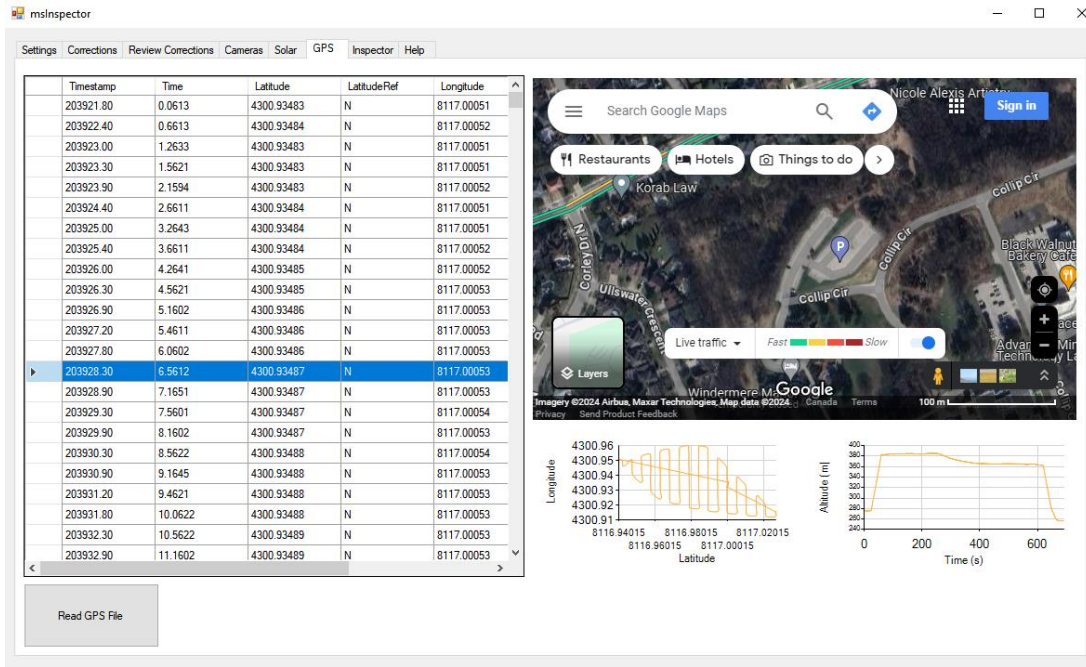 msInspector
Settings Corrections Review Corrections Cameras Solar GPS Inspector Help
Timestamp Time Latitude LatitudeRef Longitude
203921.80 0.0613 4300.93483 N 8117.00051
203922.40 0.6613 4300.93484 N 8117.00052
203923.00 1.2633 4300.93483 N 8117.00051
203923.30 1.5621 4300.93483 N 8117.00051
203923.90 2.1594 4300.93483 N 8117.00052
203924.40 2.6611 4300.93484 N 8117.00051
203925.00 3.2643 4300.93484 N 8117.00051
203925.40 3.6611 4300.93484 N 8117.00052
203926.00 4.2641 4300.93485 N 8117.00052
203926.30 4.5621 4300.93485 N 8117.00053
203926.90 5.1602 4300.93486 N 8117.00053
203927.20 5.4611 4300.93486 N 8117.00053
203927.80 6.0602 4300.93486 N 8117.00053
203928.30 6.5612 4300.93487 N 8117.00053
203928.90 7.1651 4300.93487 N 8117.00053
203929.30 7.5601 4300.93487 N 8117.00054
203929.90 8.1602 4300.93487 N 8117.00053
203930.30 8.5622 4300.93488 N 8117.00054
203930.90 9.1645 4300.93488 N 8117.00053
203931.20 9.4621 4300.93488 N 8117.00053
203931.80 10.0622 4300.93488 N 8117.00053
203932.30 10.5622 4300.93489 N 8117.00053
203932.90 11.1602 4300.93489 N 8117.00053
Read GPS File
Nicole Alexis Artistry
Search Google Maps
Sign in
Restaurants Hotels Things to do
Korab Law
Collip Cir
Corley Dr N
Collip Cir
Black Walnut
Bakery Cafe
P
Ullswater Crescent
Collip Cir
Live traffic Fast Slow
Layers
Windermere
Google
Imagery ©2024 Airbus, Maxar Technologies, Map data ©2024 Canada Terms 100 m
Privacy Send Product Feedback
Longitude
4300.96
4300.95
4300.94
4300.93
4300.92
4300.91
8116.94015 8116.98015 8117.02015
8116.96015 8117.00015
Latitude
Altitude [m]
400
380
360
340
320
300
280
260
240
0 200 400 600
Time (s)